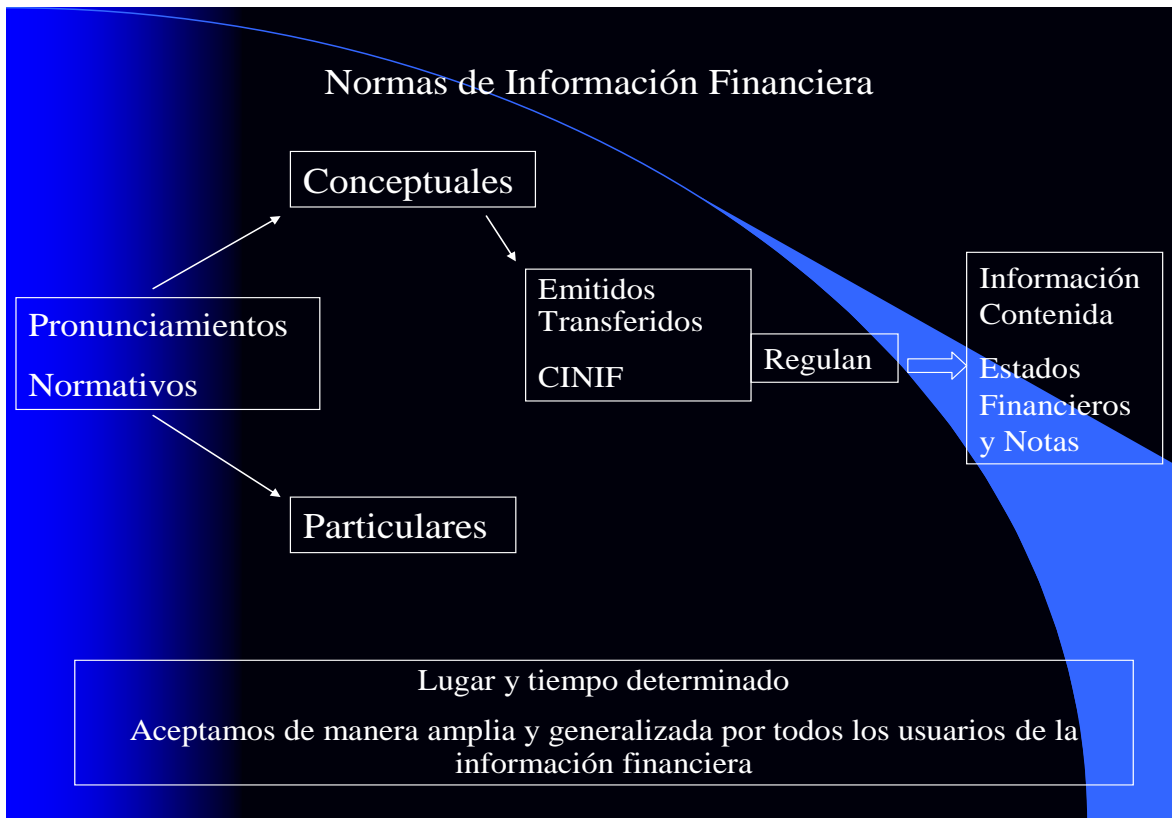 Normas de Información Financiera
Conceptuales
Pronunciamientos
Normativos
Particulares
Emitidos
Transferidos
CINIF
Regulan
Información
Contenida
Estados
Financieros
y Notas
Lugar y tiempo determinado
Aceptamos de manera amplia y generalizada por todos los usuarios de la
información financiera